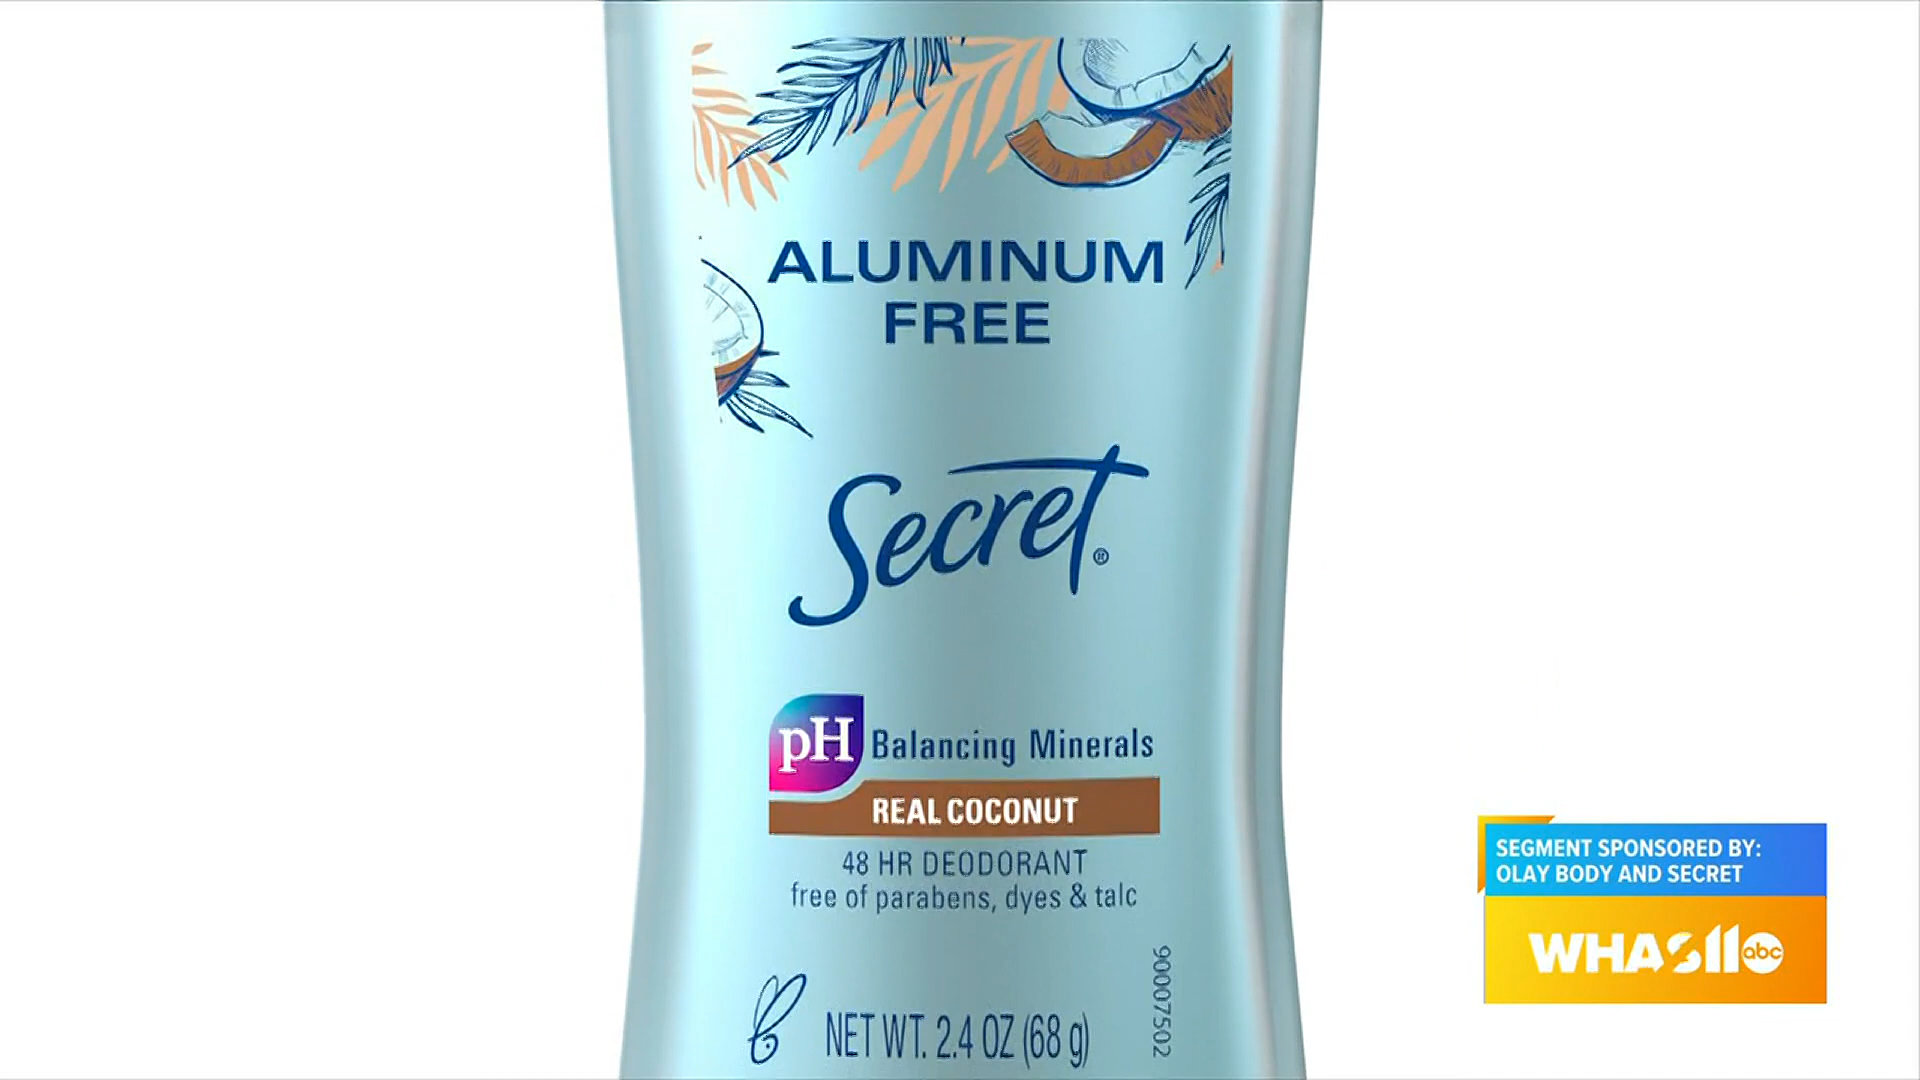 ALUMINUM
FREE
Secret®
pH Balancing Minerals
REAL COCONUT
48 HR DEODORANT
free of parabens, dyes & talc
NET WT. 2.4 OZ (68 g)
90007502
SEGMENT SPONSORED BY:
OLAY BODY AND SECRET
WHAS11 abc